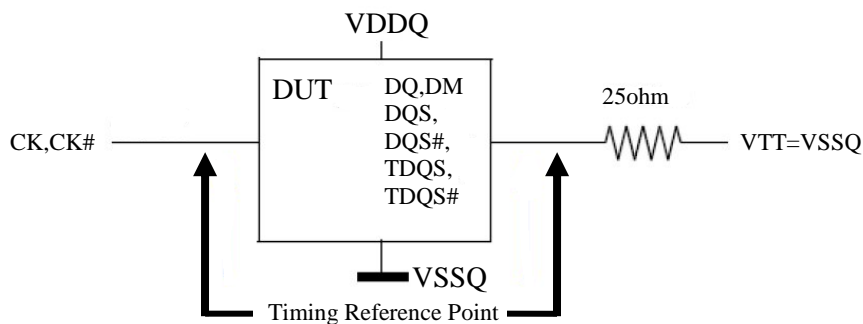 VDDQ
DUT
DQ,DM
DQS,
DQS#,
TDQS,
TDQS#
25ohm
CK,CK#
VTT=VSSQ
VSSQ
Timing Reference Point